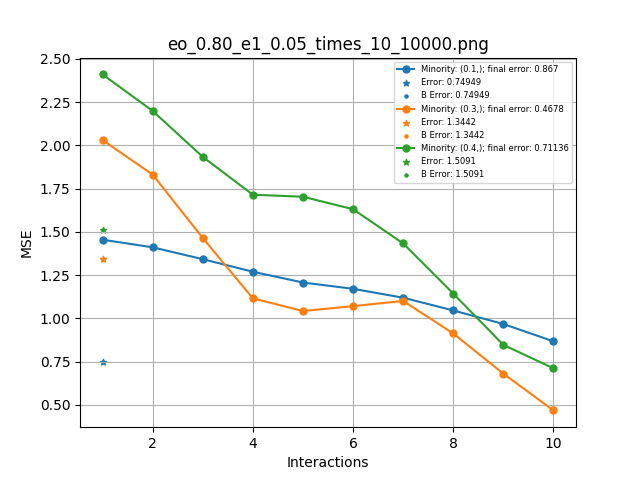 eo_0.80_e1_0.05_times_10_10000.png
2.50
2.25
2.00
1.75
1.50
1.25
1.00
0.75
0.50
MSE
Minority: (0.1,); final error: 0.867
Error: 0.74949
B Error: 0.74949
Minority: (0.3,); final error: 0.4678
Error: 1.3442
B Error: 1.3442
Minority: (0.4,); final error: 0.71136
Error: 1.5091
B Error: 1.5091
2 4 6 8 10
Interactions